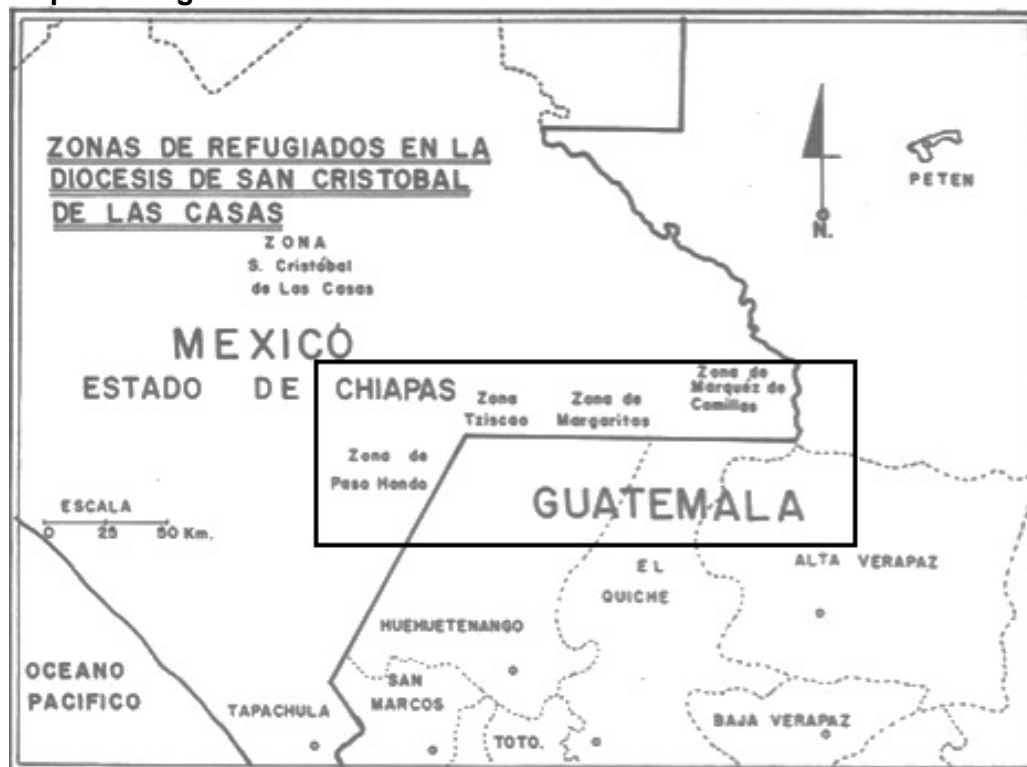 ZONAS DE REFUGIADOS EN LA
DIOCESIS DE SAN CRISTOBAL
DE LAS CASAS
ZONA
S. Cristóbal
de Las Casas
PETEN
N.
MEXICÓ
ESTADO DE CHIAPAS
Zona
Tziscao
Zona de
Margaritas
Zona de
Marquéz de
Comillas
Zona de
Paso Hondo
GUATEMALA
ESCALA
0 25 50 Km.
ALTA VERAPAZ
EL
QUICHE
HUEHUETENANGO
OCEANO
PACIFICO
SAN
MARCOS
TAPACHULA
TOTO.
BAJA VERAPAZ